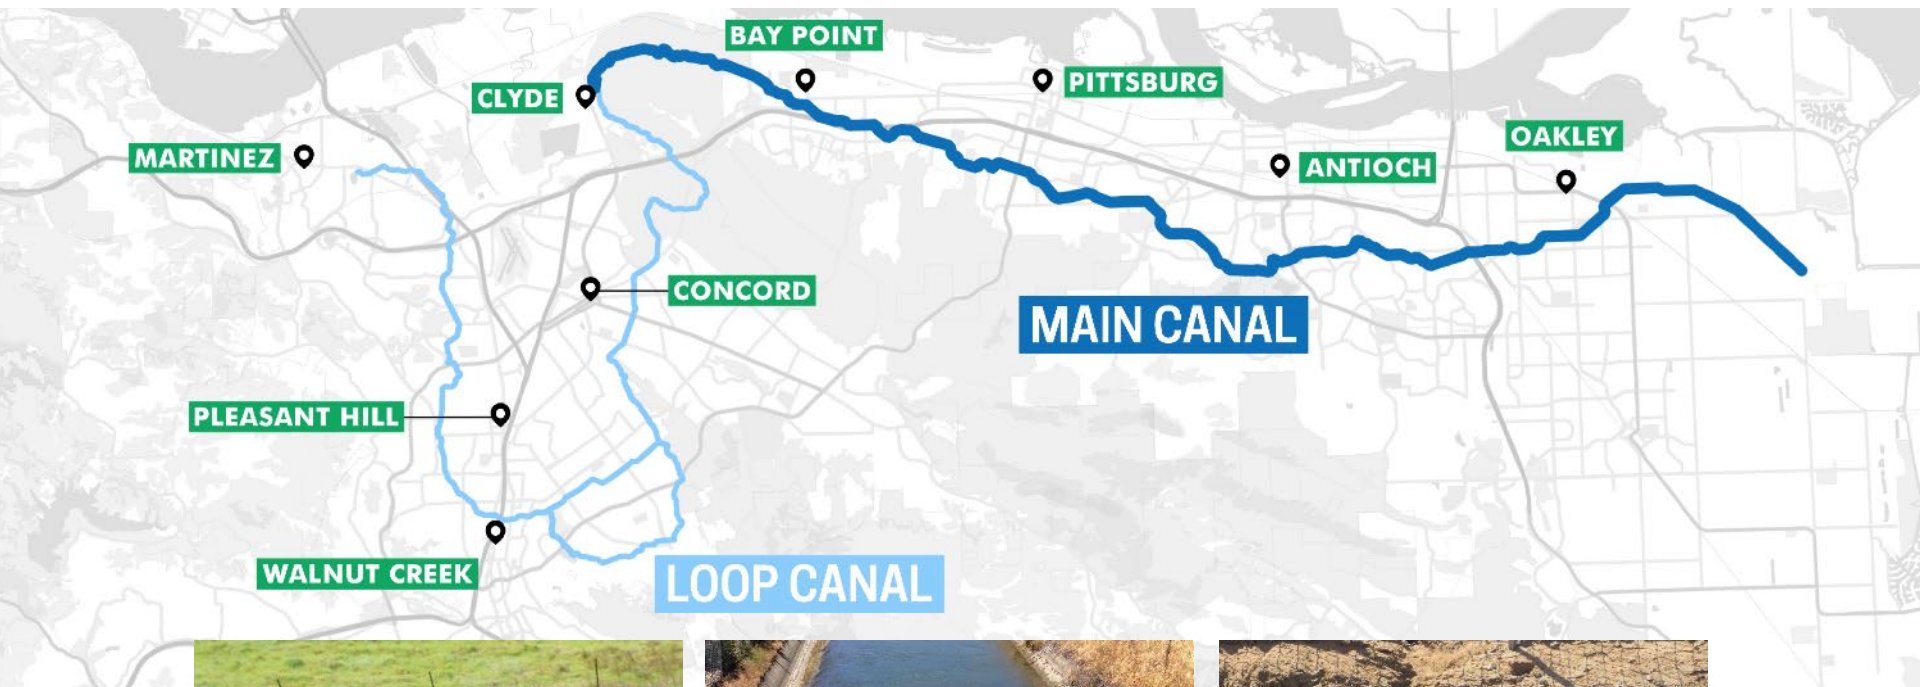 BAY POINT
CLYDE
PITTSBURG
OAKLEY
MARTINEZ
ANTIOCH
CONCORD
MAIN CANAL
PLEASANT HILL
WALNUT CREEK
LOOP CANAL